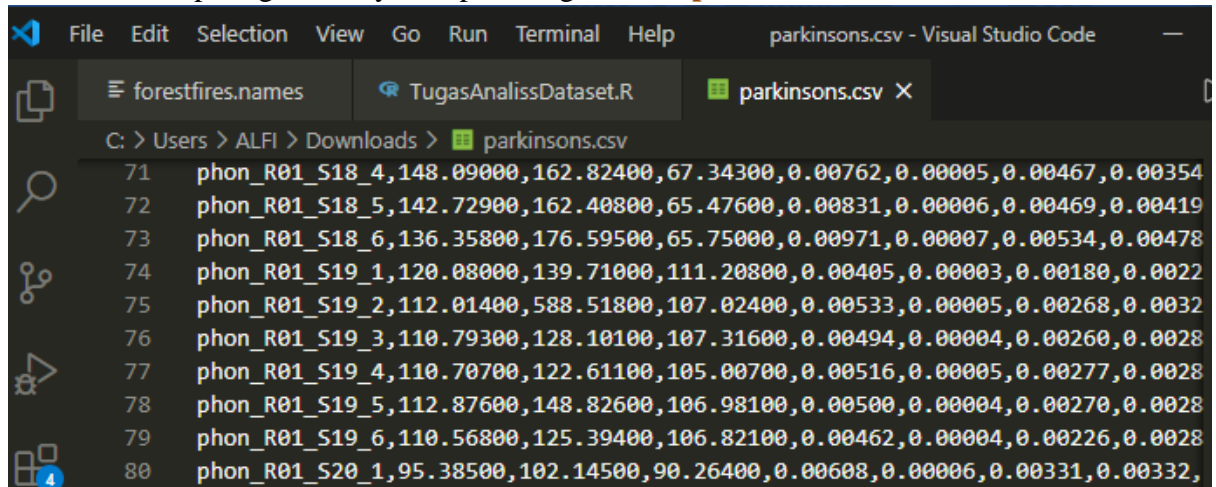 File Edit Selection View Go Run Terminal Help parkinsons.csv - Visual Studio Code
forestfires.names TugasAnalissDataset.R parkinsons.csv
C: > Users > ALFI > Downloads > parkinsons.csv
71 phon_R01_S18_4,148.09000,162.82400,67.34300,0.00762,0.00005,0.00467,0.00354
72 phon_R01_S18_5,142.72900,162.40800,65.47600,0.00831,0.00006,0.00469,0.00419
73 phon_R01_S18_6,136.35800,176.59500,65.75000,0.00971,0.00007,0.00534,0.00478
74 phon_R01_S19_1,120.08000,139.71000,111.20800,0.00405,0.00003,0.00180,0.0022
75 phon_R01_S19_2,112.01400,588.51800,107.02400,0.00533,0.00005,0.00268,0.0032
76 phon_R01_S19_3,110.79300,128.10100,107.31600,0.00494,0.00004,0.00260,0.0028
77 phon_R01_S19_4,110.70700,122.61100,105.00700,0.00516,0.00005,0.00277,0.0028
78 phon_R01_S19_5,112.87600,148.82600,106.98100,0.00500,0.00004,0.00270,0.0028
79 phon_R01_S19_6,110.56800,125.39400,106.82100,0.00462,0.00004,0.00226,0.0028
80 phon_R01_S20_1,95.38500,102.14500,90.26400,0.00608,0.00006,0.00331,0.00332,
4